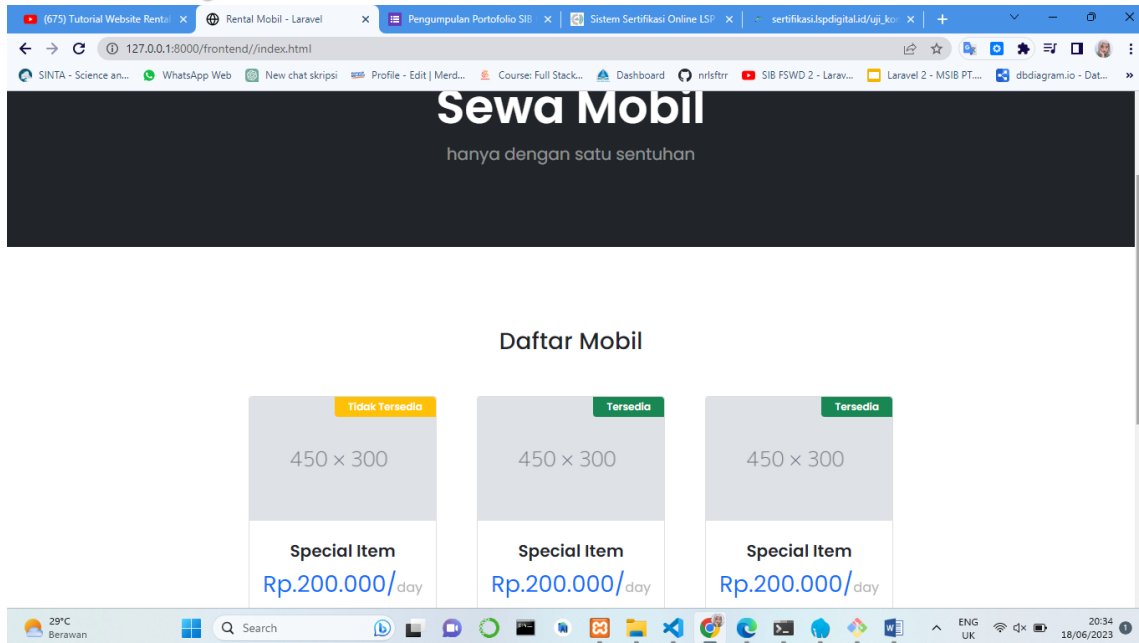 (675) Tutorial Website Rental
Rental Mobil - Laravel
Pengumpulan Portofolio SIB
Sistem Sertifikasi Online LSP
sertifikasi.lspdigital.id/uji_ko
127.0.0.1:8000/frontend//index.html
SINTA - Science an...
WhatsApp Web
New chat skripsi
Profile - Edit | Merd...
Course: Full Stack...
Dashboard
nrlsftrr
SIB FSWD 2 - Larav...
Laravel 2 - MSIB PT....
dbdiagram.io - Dat...
»
Sewa Mobil
hanya dengan satu sentuhan
Daftar Mobil
Tidak Tersedia
Tersedia
Tersedia
450 × 300
450 × 300
450 × 300
Special Item
Special Item
Special Item
Rp.200.000/day
Rp.200.000/day
Rp.200.000/day
29°C
Berawan
Search
ENG
UK
20:34
18/06/2023
1